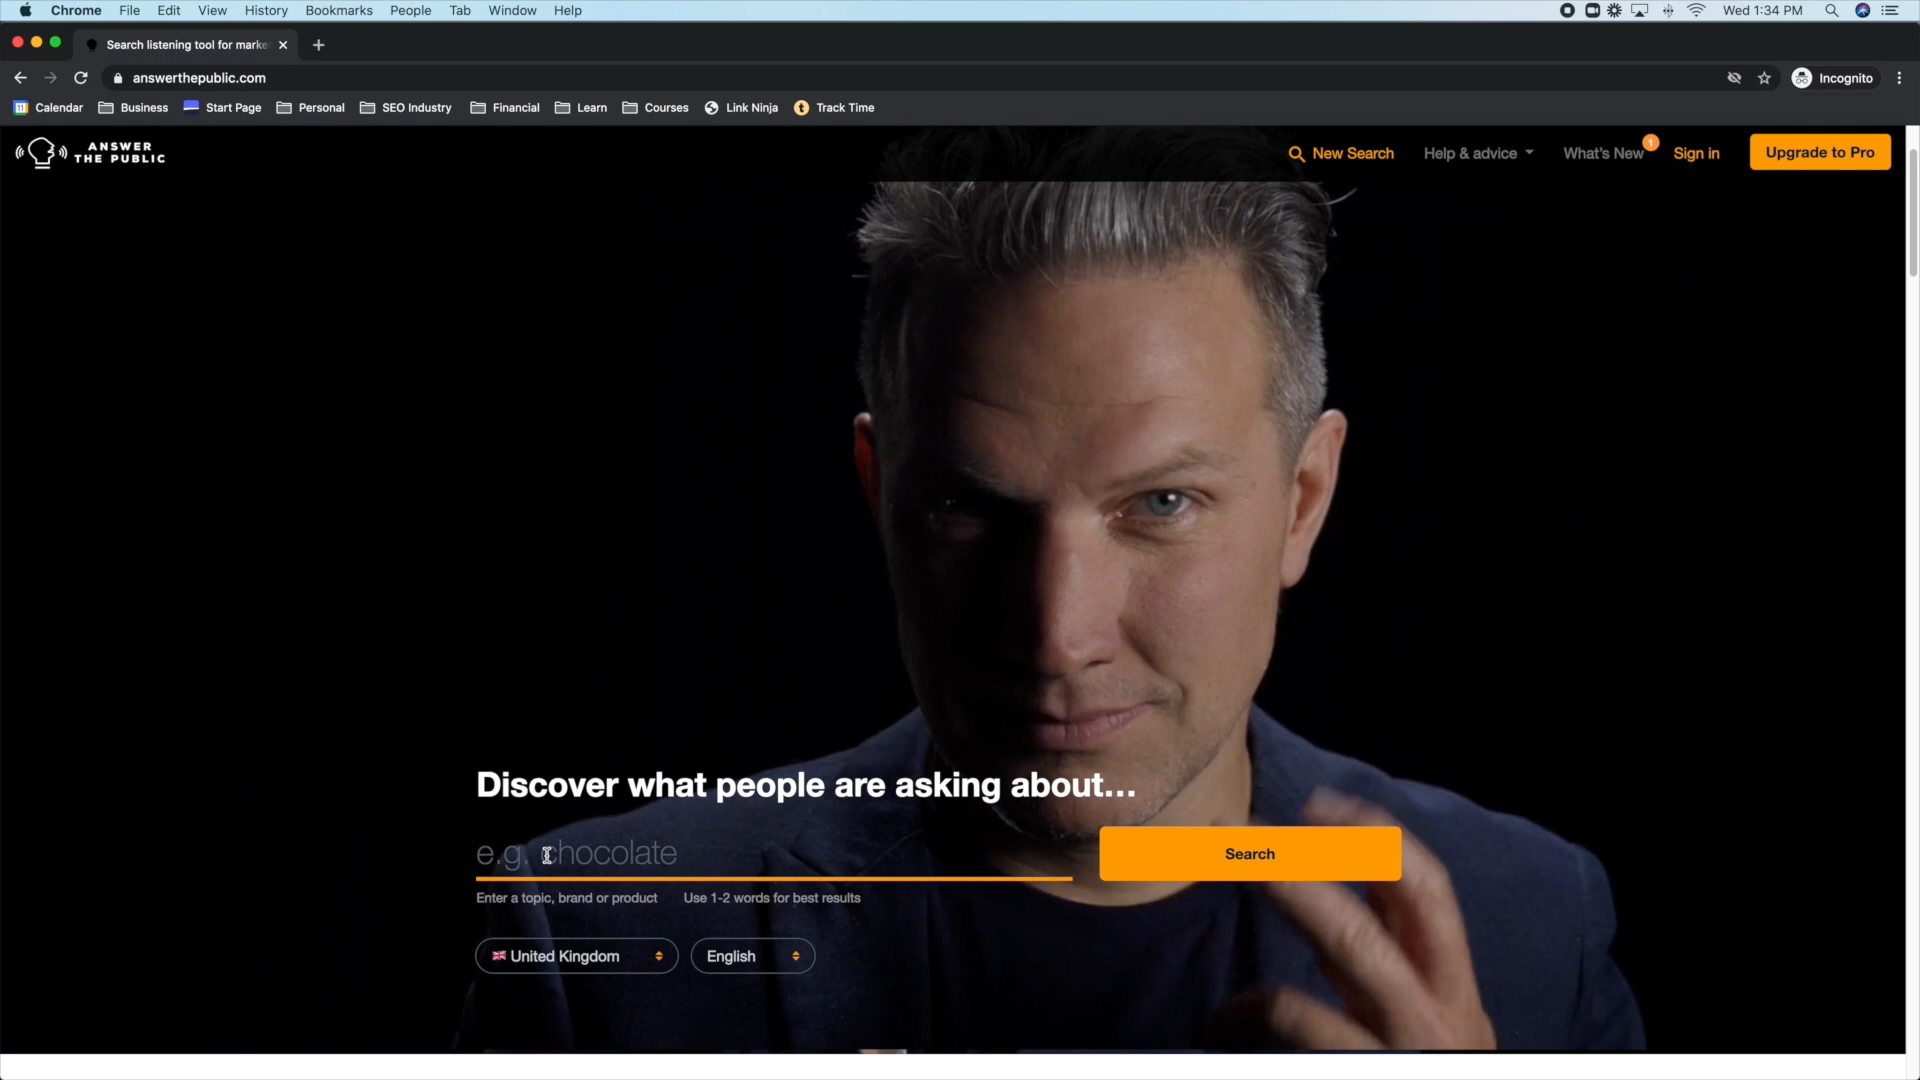 Chrome File Edit View History Bookmarks People Tab Window Help Wed 1:34 PM
Search listening tool for marke
answerthepublic.com Incognito
11 Calendar Business Start Page Personal SEO Industry Financial Learn Courses Link Ninja t Track Time
ANSWER
THE PUBLIC
New Search Help & advice What's New 1 Sign in Upgrade to Pro
Discover what people are asking about...
e.g. chocolate Search
Enter a topic, brand or product Use 1-2 words for best results
United Kingdom English